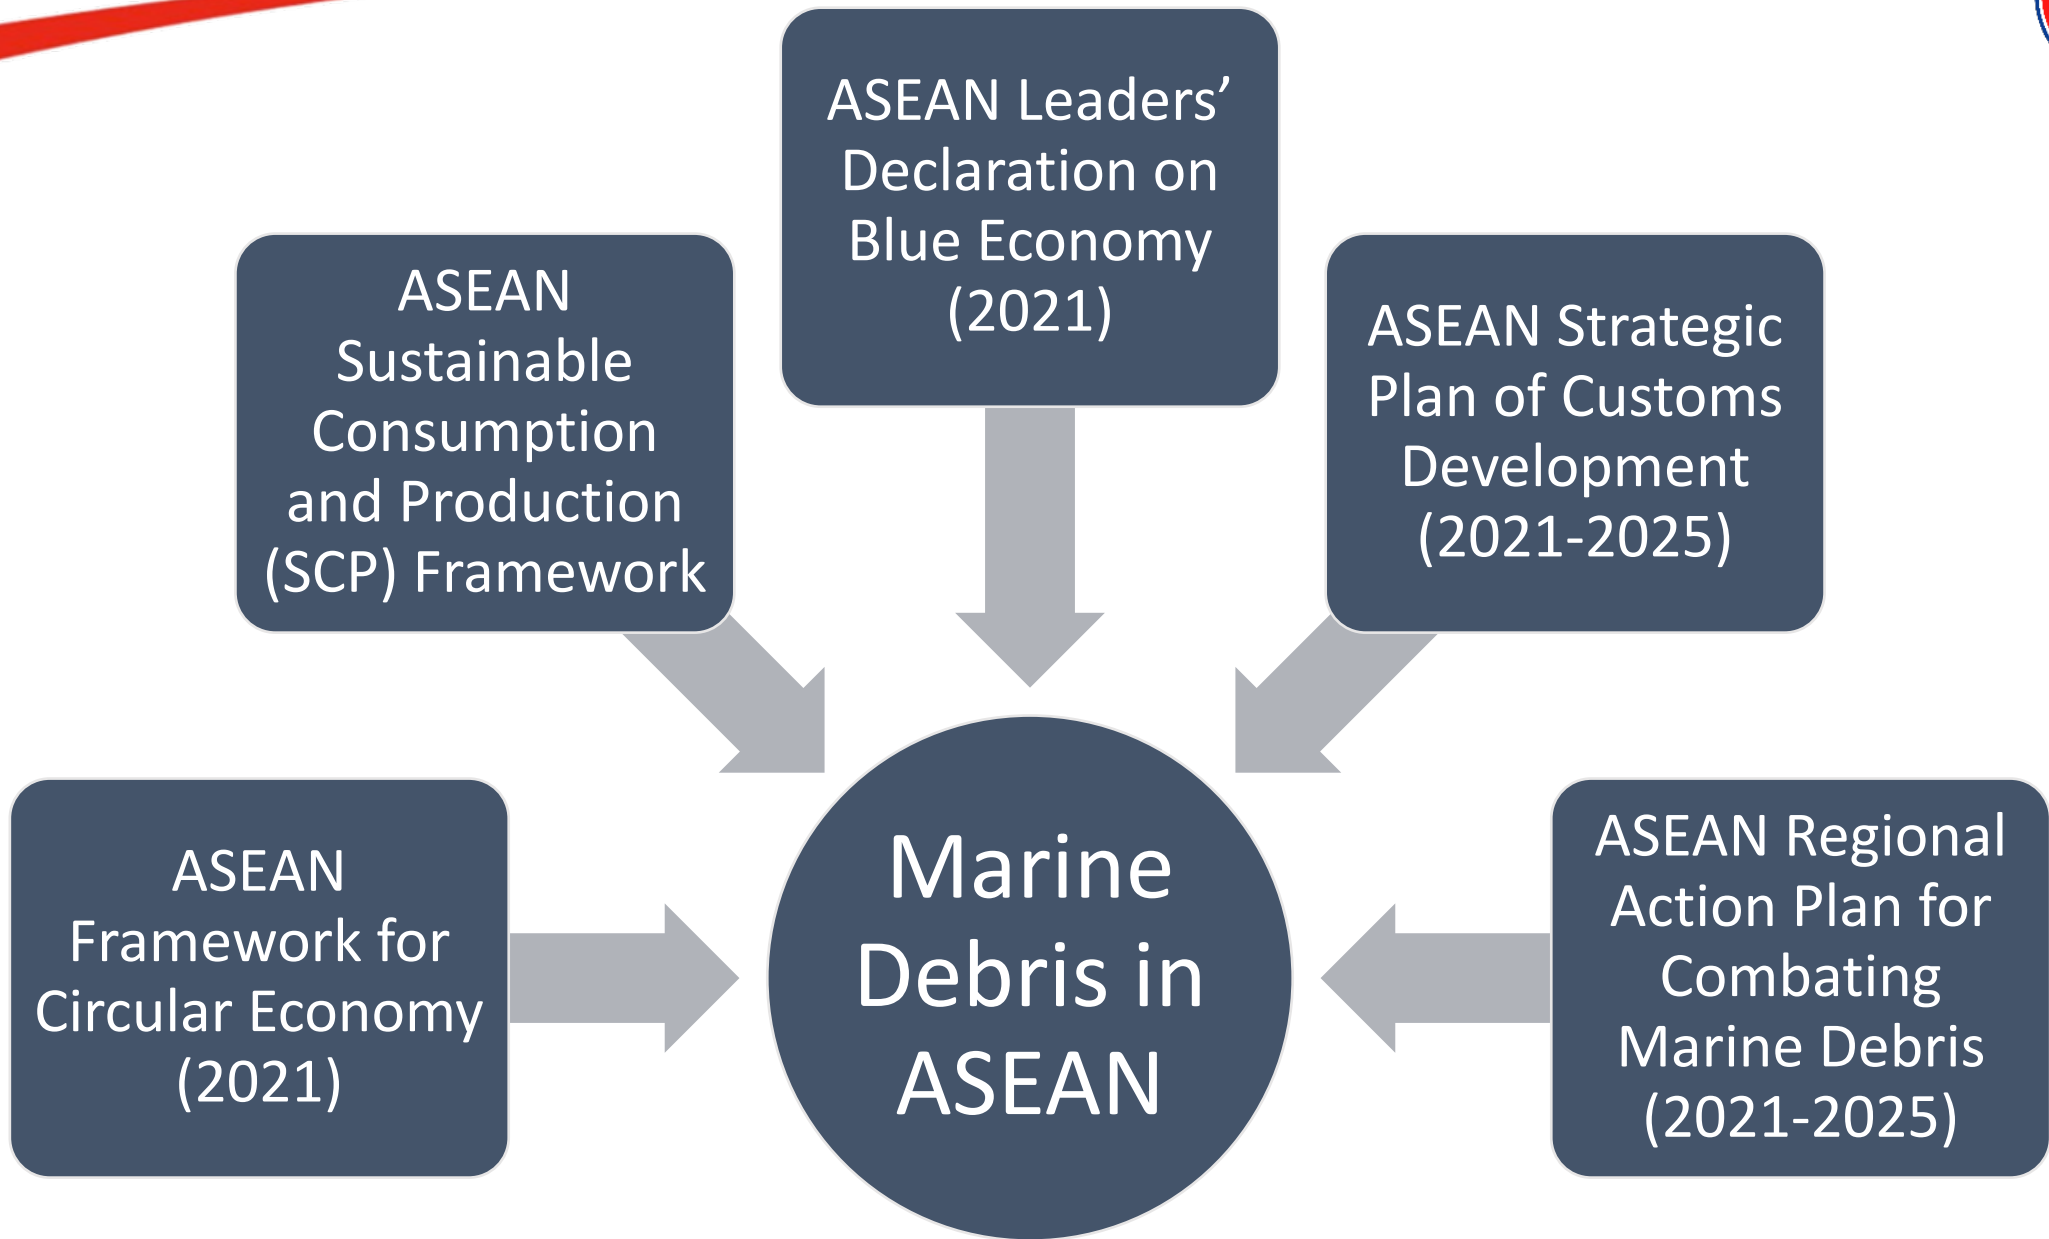 ASEAN Leaders’
Declaration on
Blue Economy
(2021)
ASEAN
Sustainable
Consumption
and Production
(SCP) Framework
ASEAN Strategic
Plan of Customs
Development
(2021-2025)
ASEAN
Framework for
Circular Economy
(2021)
Marine
Debris in
ASEAN
ASEAN Regional
Action Plan for
Combating
Marine Debris
(2021-2025)